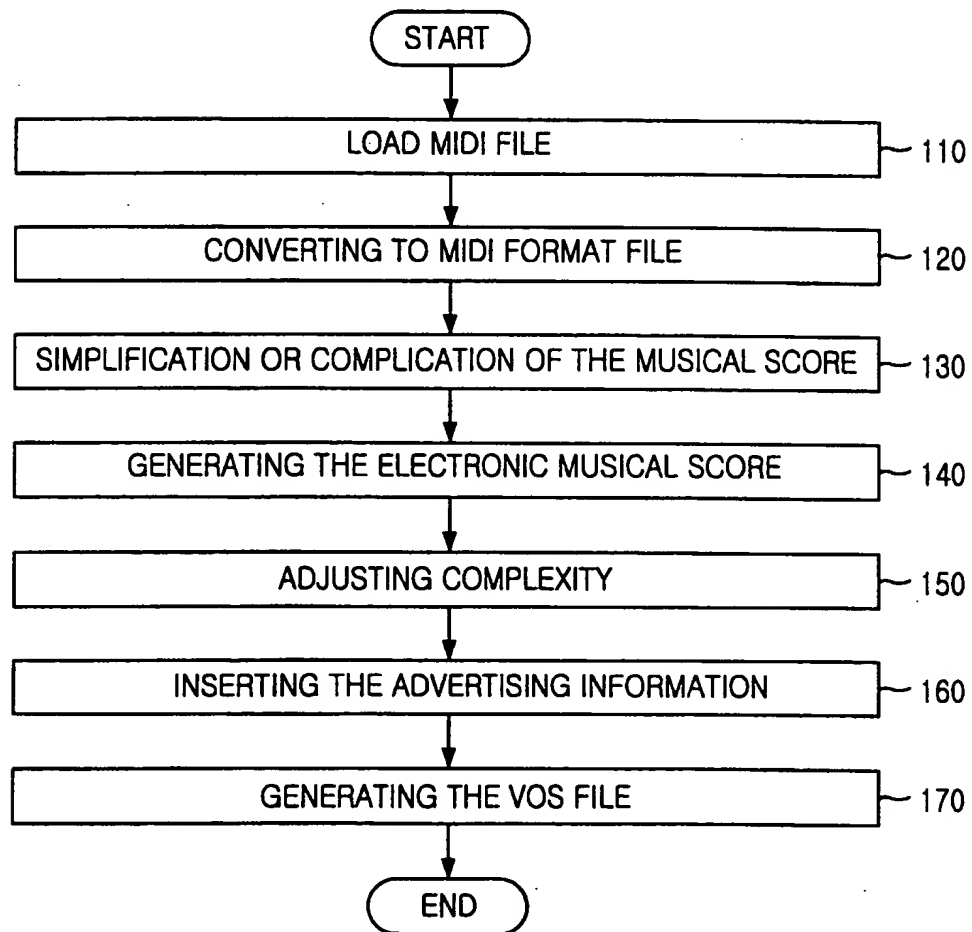 START
LOAD MIDI FILE
110
CONVERTING TO MIDI FORMAT FILE
120
SIMPLIFICATION OR COMPLICATION OF THE MUSICAL SCORE
130
GENERATING THE ELECTRONIC MUSICAL SCORE
140
ADJUSTING COMPLEXITY
150
INSERTING THE ADVERTISING INFORMATION
160
GENERATING THE VOS FILE
170
END